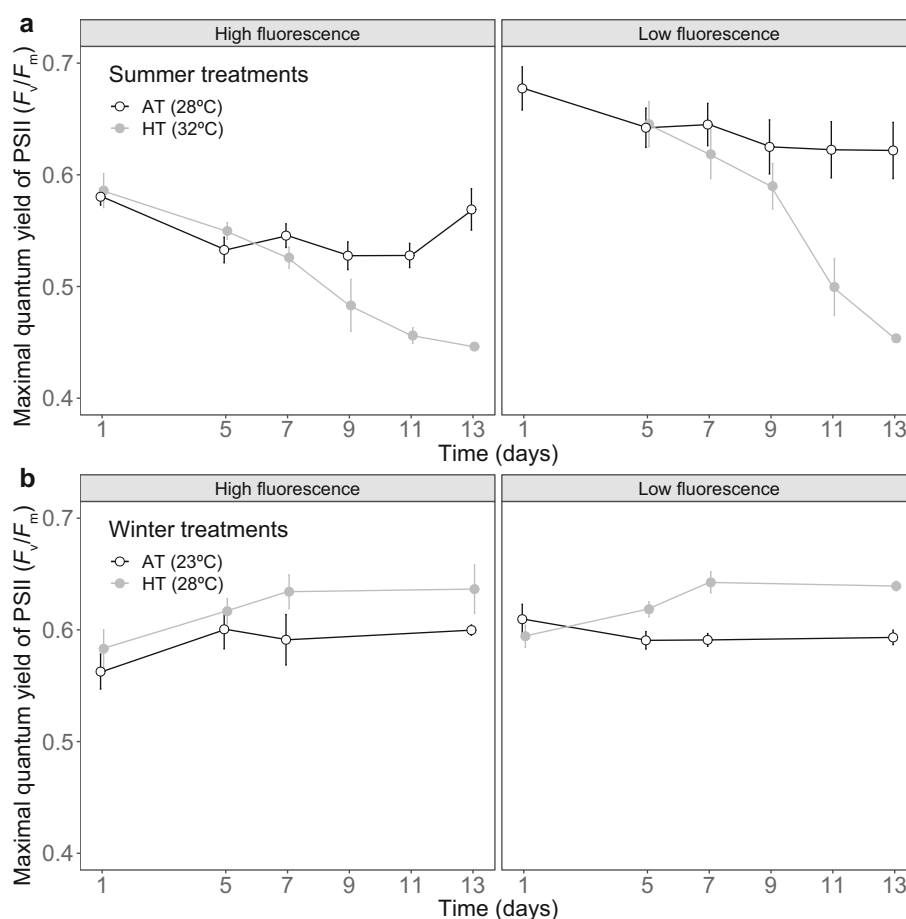 a
High fluorescence
Low fluorescence
Maximal quantum yield of PSII (Fv/Fm)
0.7
0.6
0.5
0.4
Summer treatments
AT (28ºC)
HT (32ºC)
1 5 7 9 11 13
1 5 7 9 11 13
Time (days)
b
High fluorescence
Low fluorescence
Maximal quantum yield of PSII (Fv/Fm)
0.7
0.6
0.5
0.4
Winter treatments
AT (23ºC)
HT (28ºC)
1 5 7 9 11 13
1 5 7 9 11 13
Time (days)